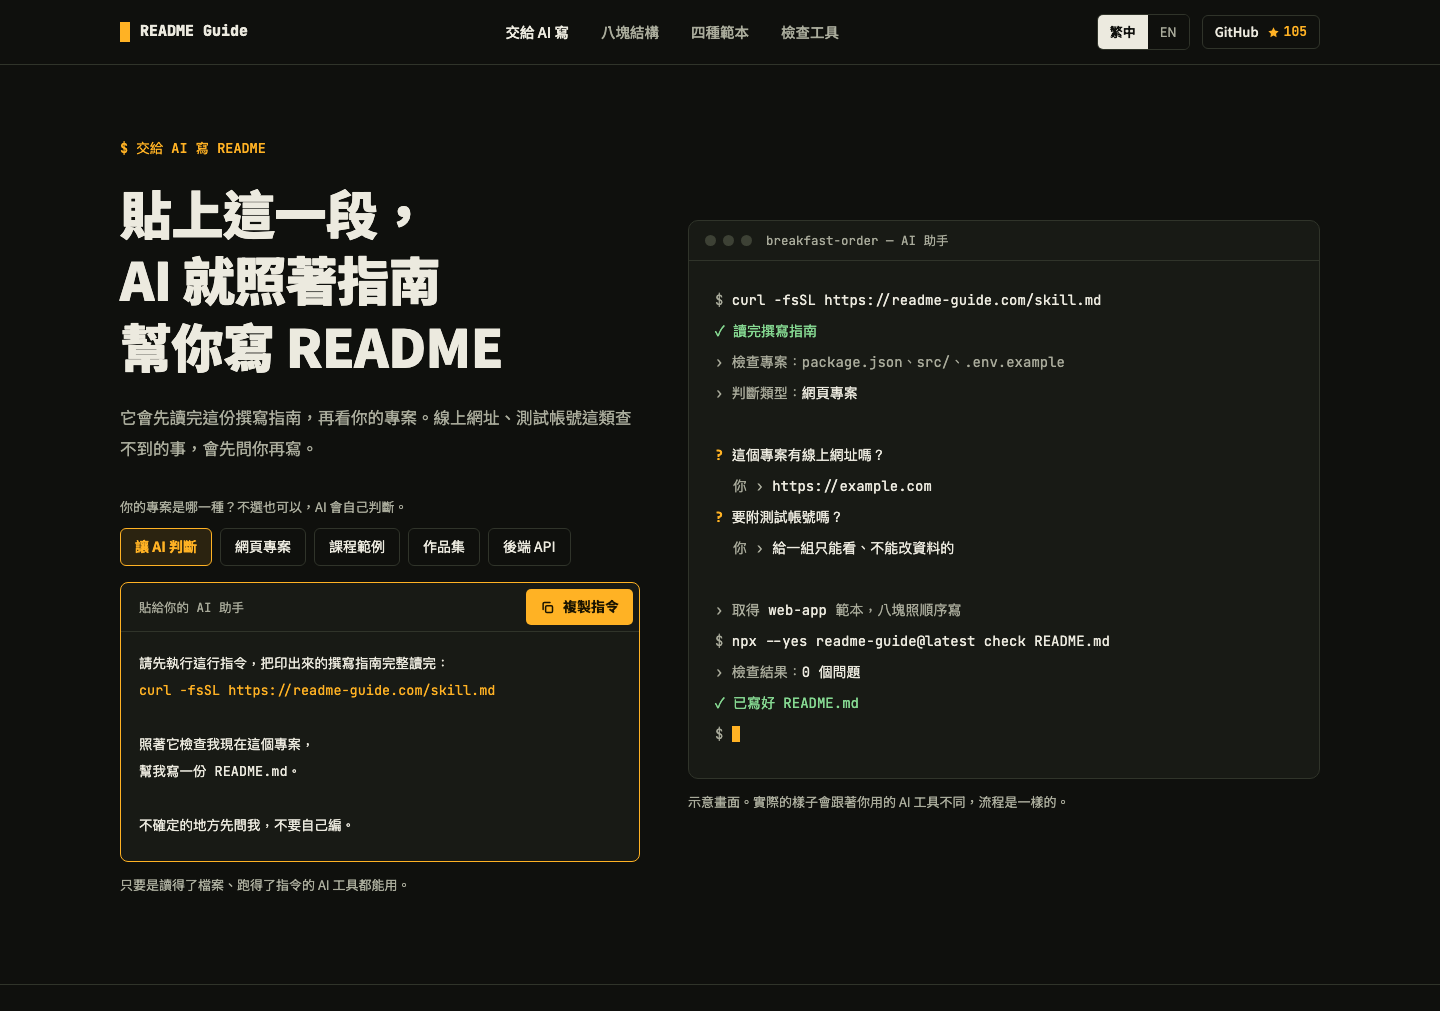 README Guide
交給 AI 寫
八塊結構
四種範本
檢查工具
繁中
EN
GitHub ★ 105
$ 交給 AI 寫 README
貼上這一段，
AI 就照著指南
幫你寫 README
它會先讀完這份撰寫指南，再看你的專案。線上網址、測試帳號這類查
不到的事，會先問你再寫。
你的專案是哪一種？不選也可以，AI 會自己判斷。
讓 AI 判斷
網頁專案
課程範例
作品集
後端 API
貼給你的 AI 助手
複製指令
請先執行這行指令，把印出來的撰寫指南完整讀完：
curl -fsSL https://readme-guide.com/skill.md
照著它檢查我現在這個專案，
幫我寫一份 README.md。
不確定的地方先問我，不要自己編。
只要是讀得了檔案、跑得了指令的 AI 工具都能用。
breakfast-order — AI 助手
$ curl -fsSL https://readme-guide.com/skill.md
✓ 讀完撰寫指南
› 檢查專案：package.json、src/、.env.example
› 判斷類型：網頁專案
? 這個專案有線上網址嗎？
你 › https://example.com
? 要附測試帳號嗎？
你 › 給一組只能看、不能改資料的
› 取得 web-app 範本，八塊照順序寫
$ npx --yes readme-guide@latest check README.md
› 檢查結果：0 個問題
✓ 已寫好 README.md
$
示意畫面。實際的樣子會跟著你用的 AI 工具不同，流程是一樣的。